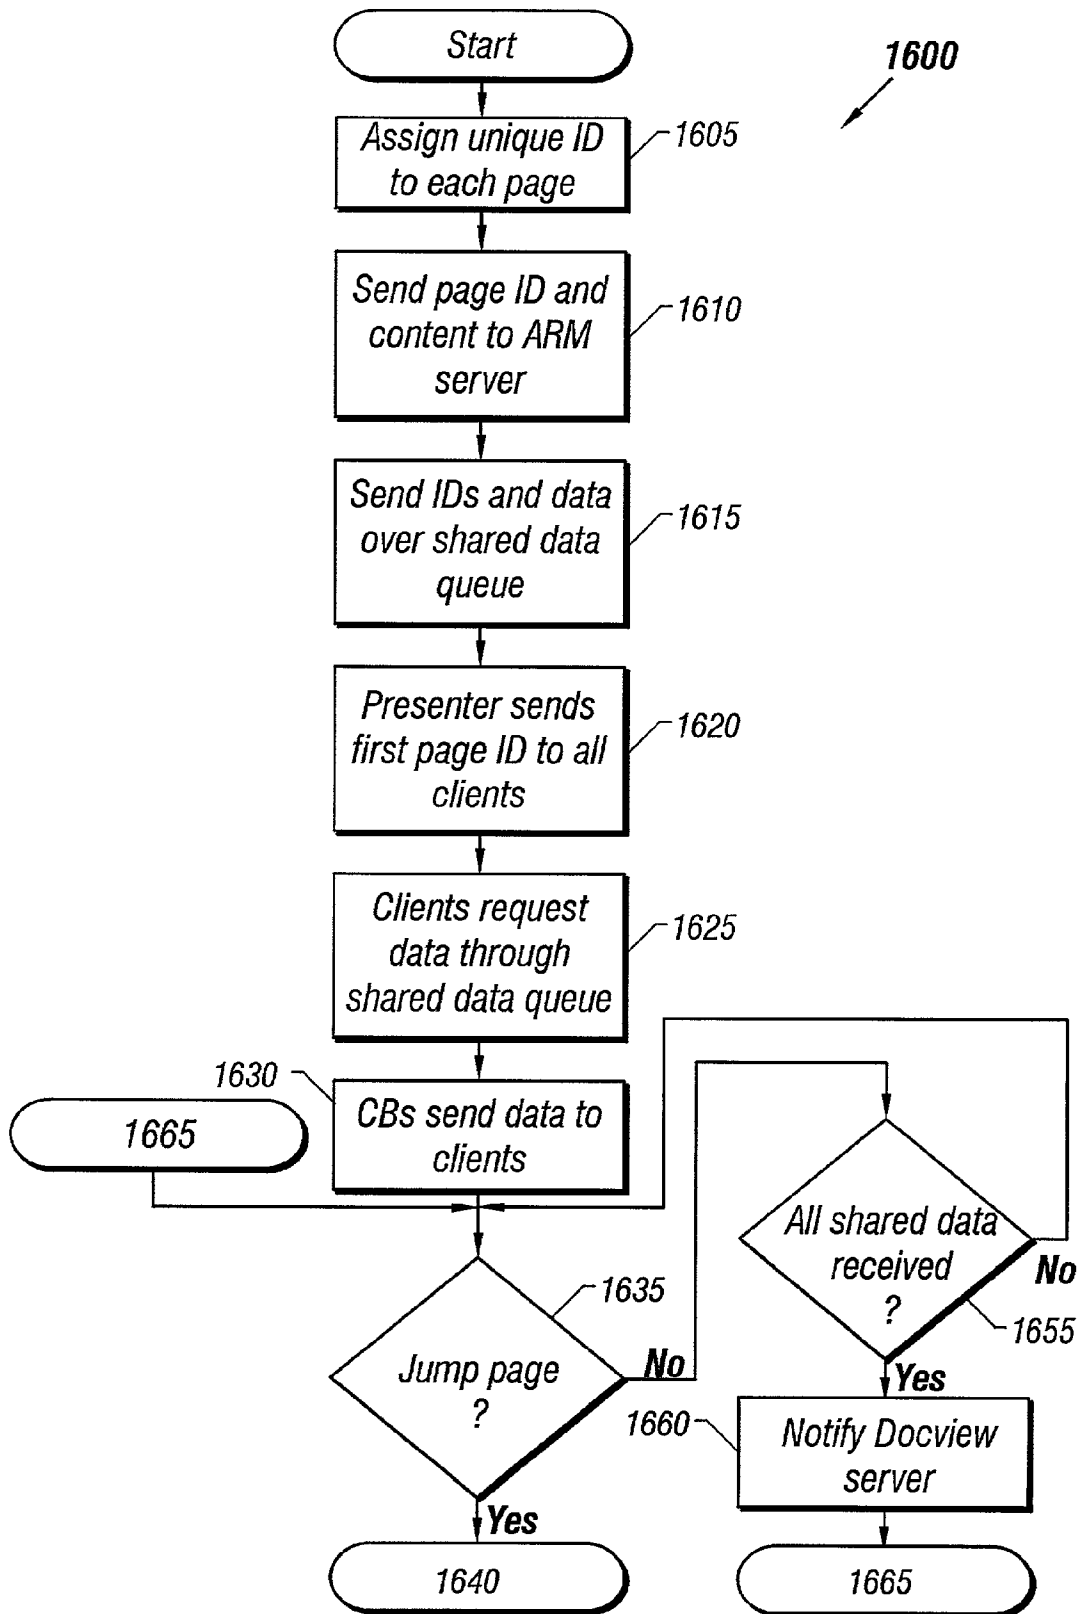 Start
1600
Assign unique ID
to each page
1605
Send page ID and
content to ARM
server
1610
Send IDs and data
over shared data
queue
1615
Presenter sends
first page ID to all
clients
1620
Clients request
data through
shared data queue
1625
1630
CBs send data to
clients
1665
All shared data
received
?
No
1655
1635
Jump page
?
No
Yes
1660
Notify Docview
server
Yes
1640
1665